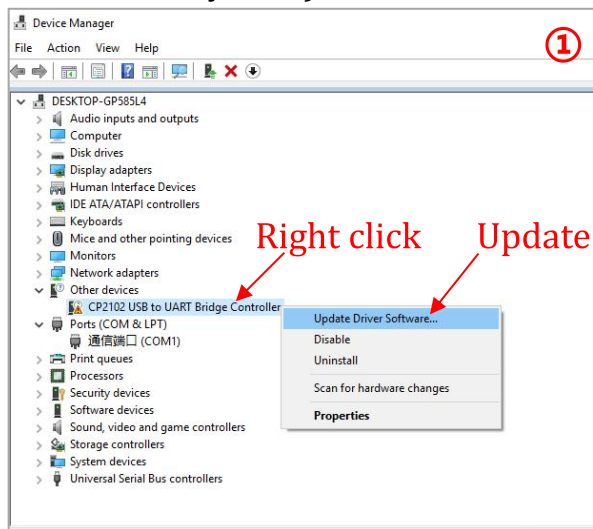 Device Manager
File Action View Help
①
DESKTOP-GP585L4
Audio inputs and outputs
Computer
Disk drives
Display adapters
Human Interface Devices
IDE ATA/ATAPI controllers
Keyboards
Mice and other pointing devices
Right click Update
Monitors
Network adapters
Other devices
CP2102 USB to UART Bridge Controller
Update Driver Software...
Ports (COM & LPT)
Disable
通信端口 (COM1)
Uninstall
Print queues
Processors
Scan for hardware changes
Security devices
Software devices
Properties
Sound, video and game controllers
Storage controllers
System devices
Universal Serial Bus controllers